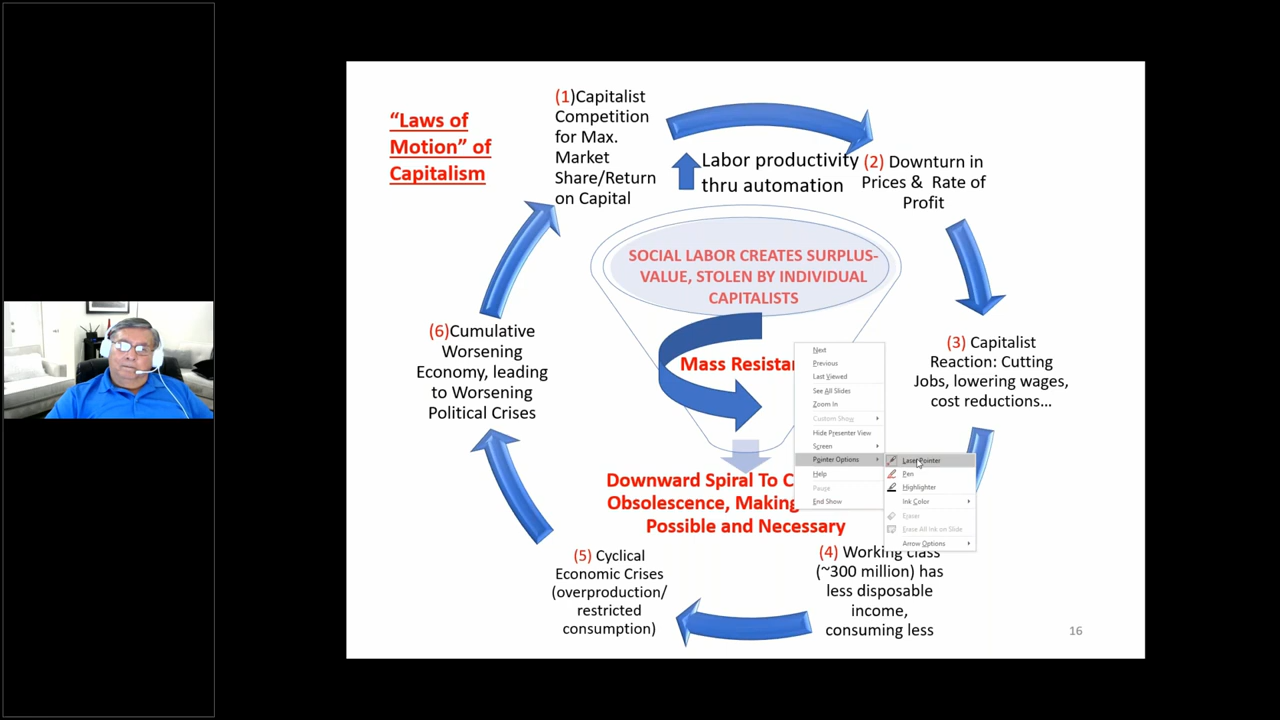 “Laws of
Motion” of
Capitalism
(1)Capitalist
Competition
for Max.
Market
Share/Return
on Capital
Labor productivity
thru automation
(2) Downturn in
Prices & Rate of
Profit
SOCIAL LABOR CREATES SURPLUS-
VALUE, STOLEN BY INDIVIDUAL
CAPITALISTS
(3) Capitalist
Reaction: Cutting
Jobs, lowering wages,
cost reductions...
Mass Resistan
(6)Cumulative
Worsening
Economy, leading
to Worsening
Political Crises
Downward Spiral To C
Obsolescence, Making
Possible and Necessary
(5) Cyclical
Economic Crises
(overproduction/
restricted
consumption)
(4) Working class
(~300 million) has
less disposable
income,
consuming less
16
Next
Previous
Last Viewed
See All Slides
Zoom In
Custom Show
Hide Presenter View
Screen
Pointer Options
Help
Pause
End Show
Laser Pointer
Pen
Highlighter
Ink Color
Eraser
Erase All Ink on Slide
Arrow Options